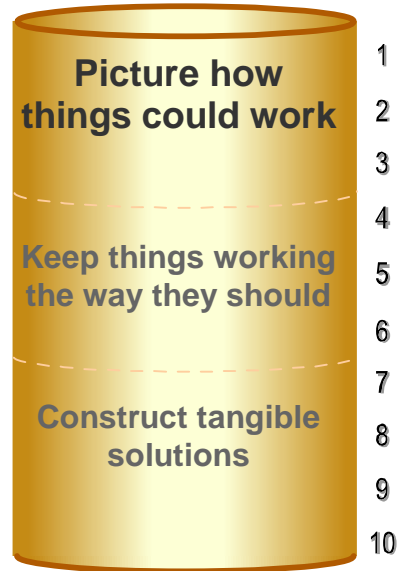 Picture how
things could work
Keep things working
the way they should
Construct tangible
solutions
1
2
3
4
5
6
7
8
9
10